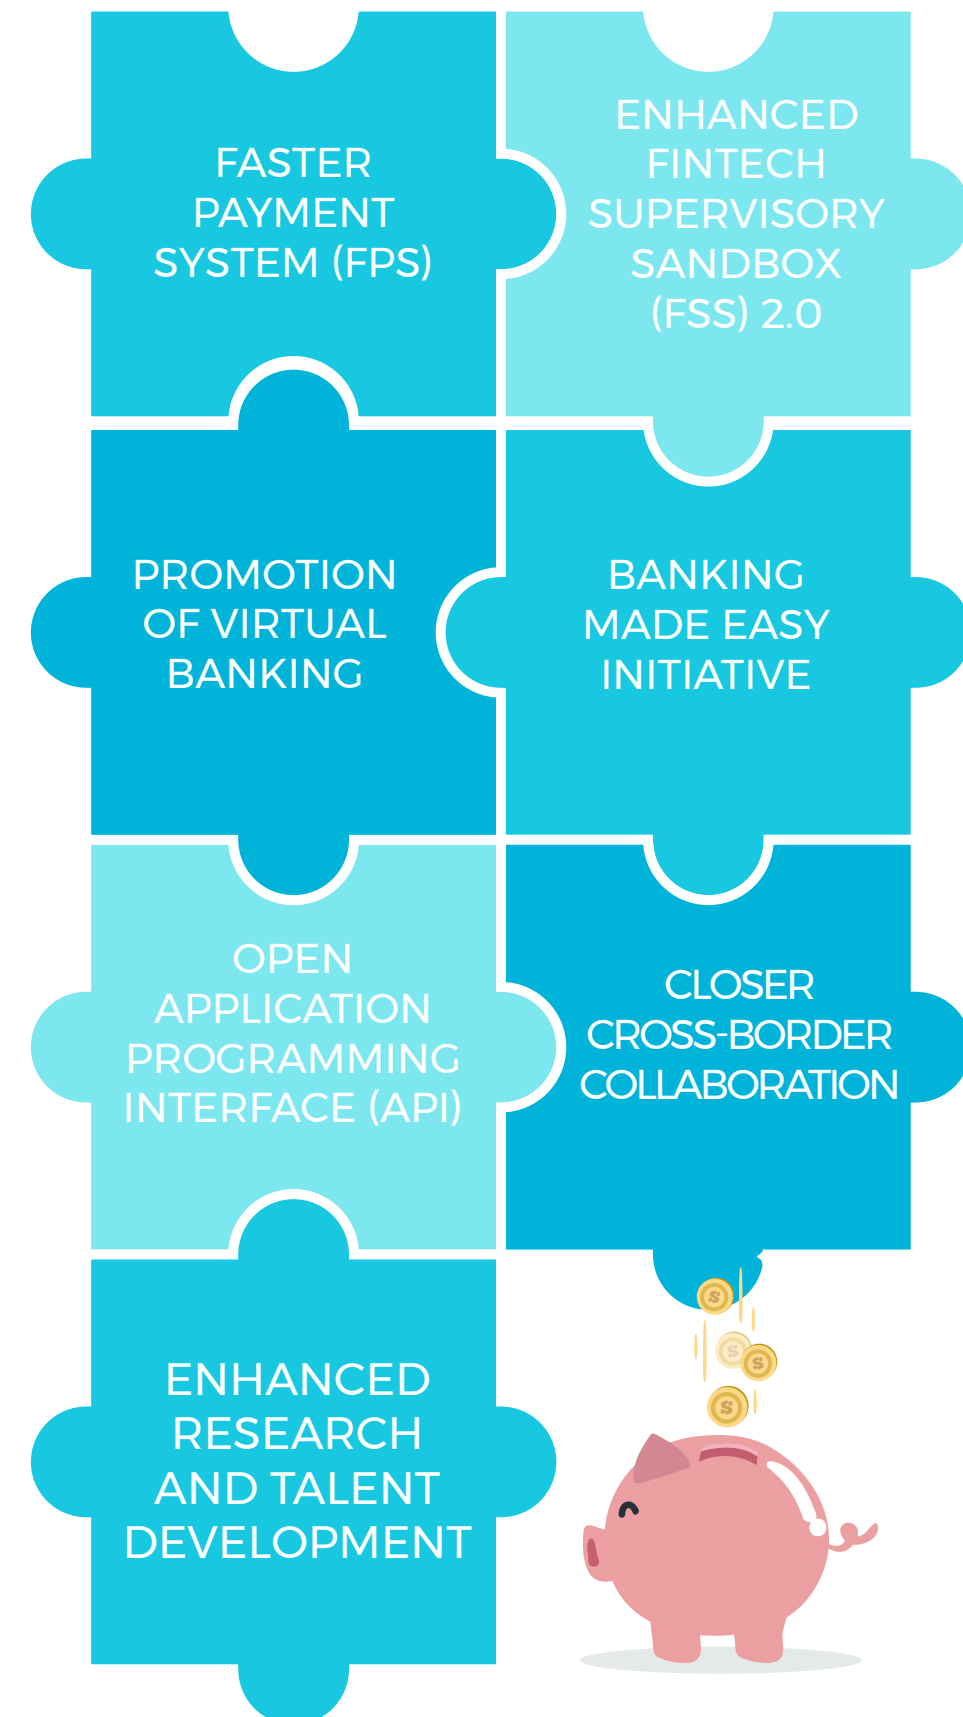 FASTER
PAYMENT
SYSTEM (FPS)
ENHANCED
FINTECH
SUPERVISORY
SANDBOX
(FSS) 2.0
PROMOTION
OF VIRTUAL
BANKING
BANKING
MADE EASY
INITIATIVE
OPEN
APPLICATION
PROGRAMMING
INTERFACE (API)
CLOSER
CROSS-BORDER
COLLABORATION
ENHANCED
RESEARCH
AND TALENT
DEVELOPMENT
$
$
$
$